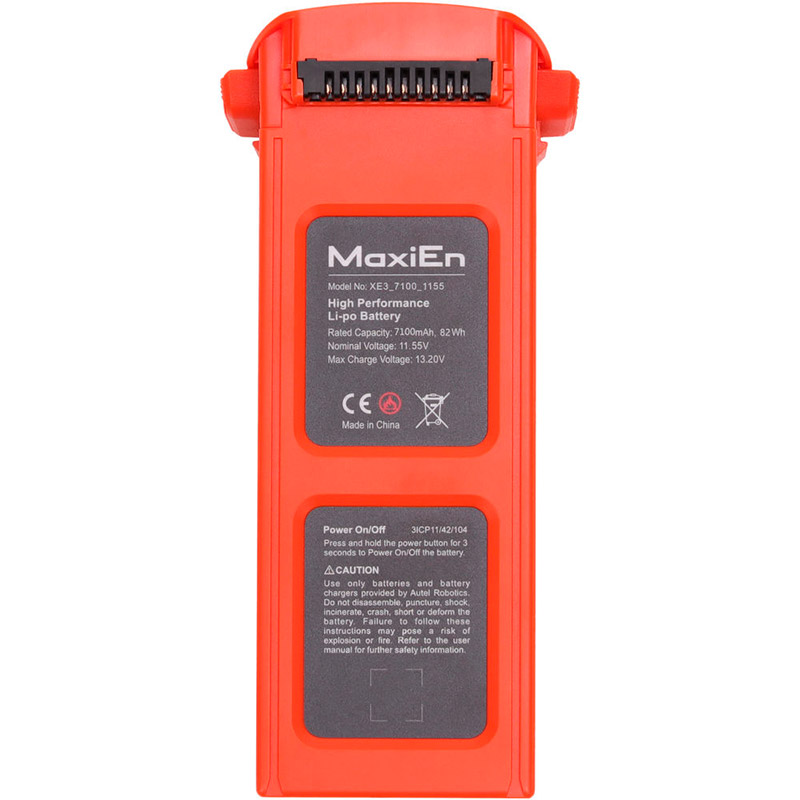 MaxiEn
Model No: XE3_7100_1155
High Performance
Li-po Battery
Rated Capacity: 7100mAh, 82Wh
Nominal Voltage: 11.55V
Max Charge Voltage: 13.20V
CE
Made in China
Power On/Off 3ICP11/42/104
Press and hold the power button for 3
seconds to Power On/Off the battery.
⚠CAUTION
Use only batteries and battery
chargers provided by Autel Robotics.
Do not disassemble, puncture, shock,
incinerate, crash, short or deform the
battery. Failure to follow these
instructions may pose a risk of
explosion or fire. Refer to the user
manual for further safety information.